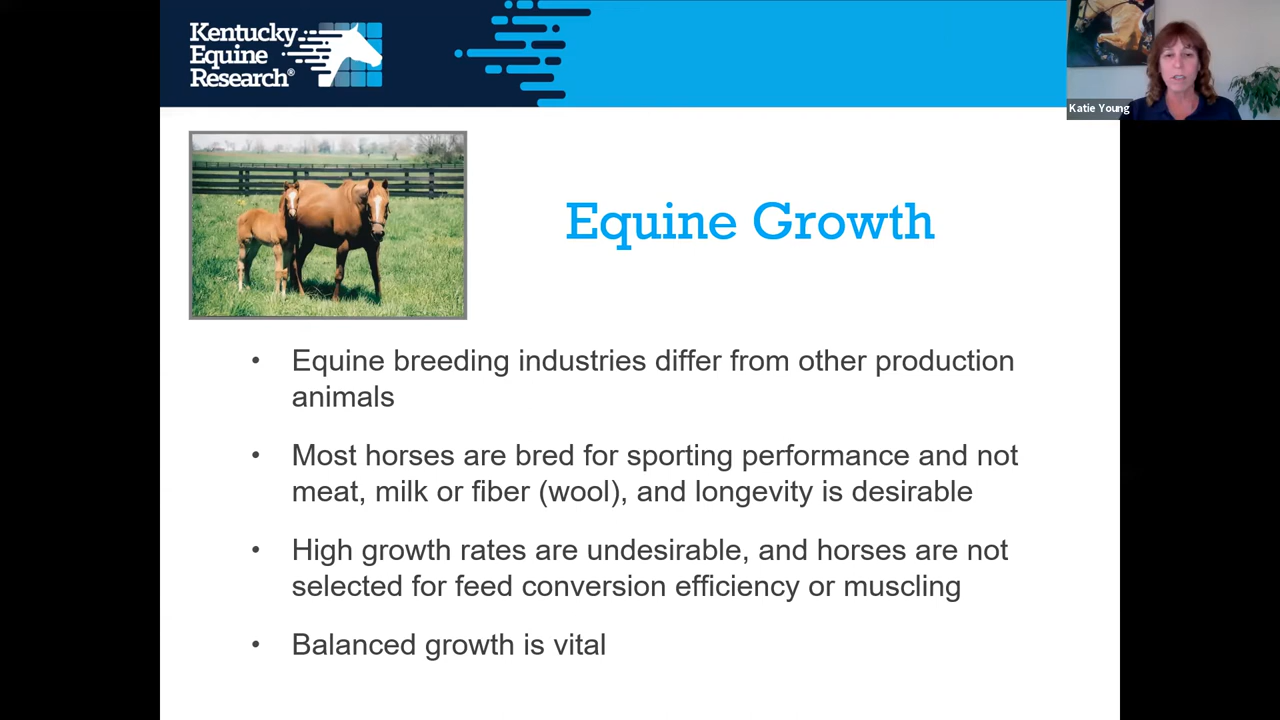 Kentucky
Equine
Research®
Katie Young
Equine Growth
• Equine breeding industries differ from other production
animals
• Most horses are bred for sporting performance and not
meat, milk or fiber (wool), and longevity is desirable
• High growth rates are undesirable, and horses are not
selected for feed conversion efficiency or muscling
• Balanced growth is vital